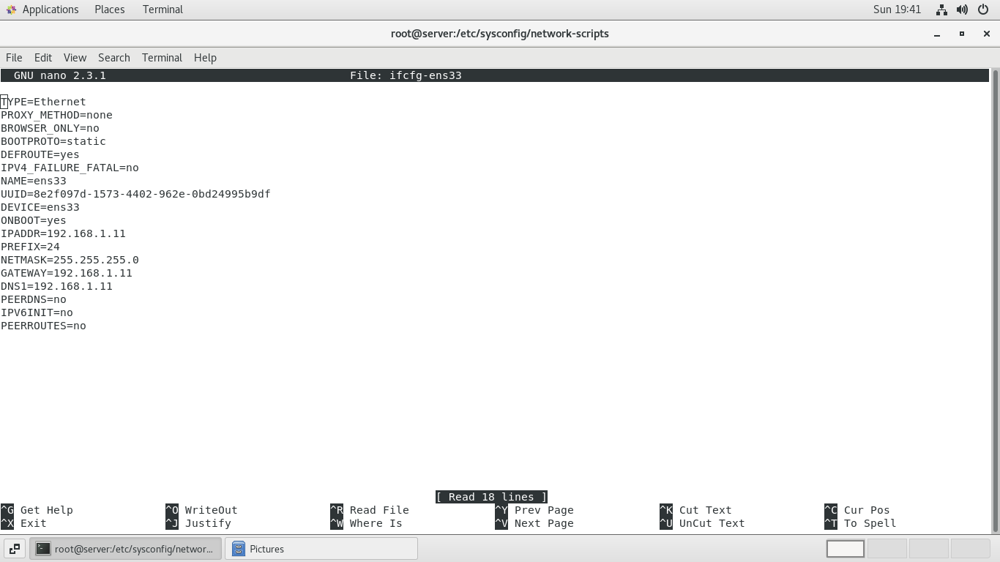 Applications Places Terminal Sun 19:41
root@server:/etc/sysconfig/network-scripts
File Edit View Search Terminal Help
GNU nano 2.3.1 File: ifcfg-ens33
TYPE=Ethernet
PROXY_METHOD=none
BROWSER_ONLY=no
BOOTPROTO=static
DEFROUTE=yes
IPV4_FAILURE_FATAL=no
NAME=ens33
UUID=8e2f097d-1573-4402-962e-0bd24995b9df
DEVICE=ens33
ONBOOT=yes
IPADDR=192.168.1.11
PREFIX=24
NETMASK=255.255.255.0
GATEWAY=192.168.1.11
DNS1=192.168.1.11
PEERDNS=no
IPV6INIT=no
PEERROUTES=no
[ Read 18 lines ]
^G Get Help ^O WriteOut ^R Read File ^Y Prev Page ^K Cut Text ^C Cur Pos
^X Exit ^J Justify ^W Where Is ^V Next Page ^U UnCut Text ^T To Spell
root@server:/etc/sysconfig/networ... Pictures